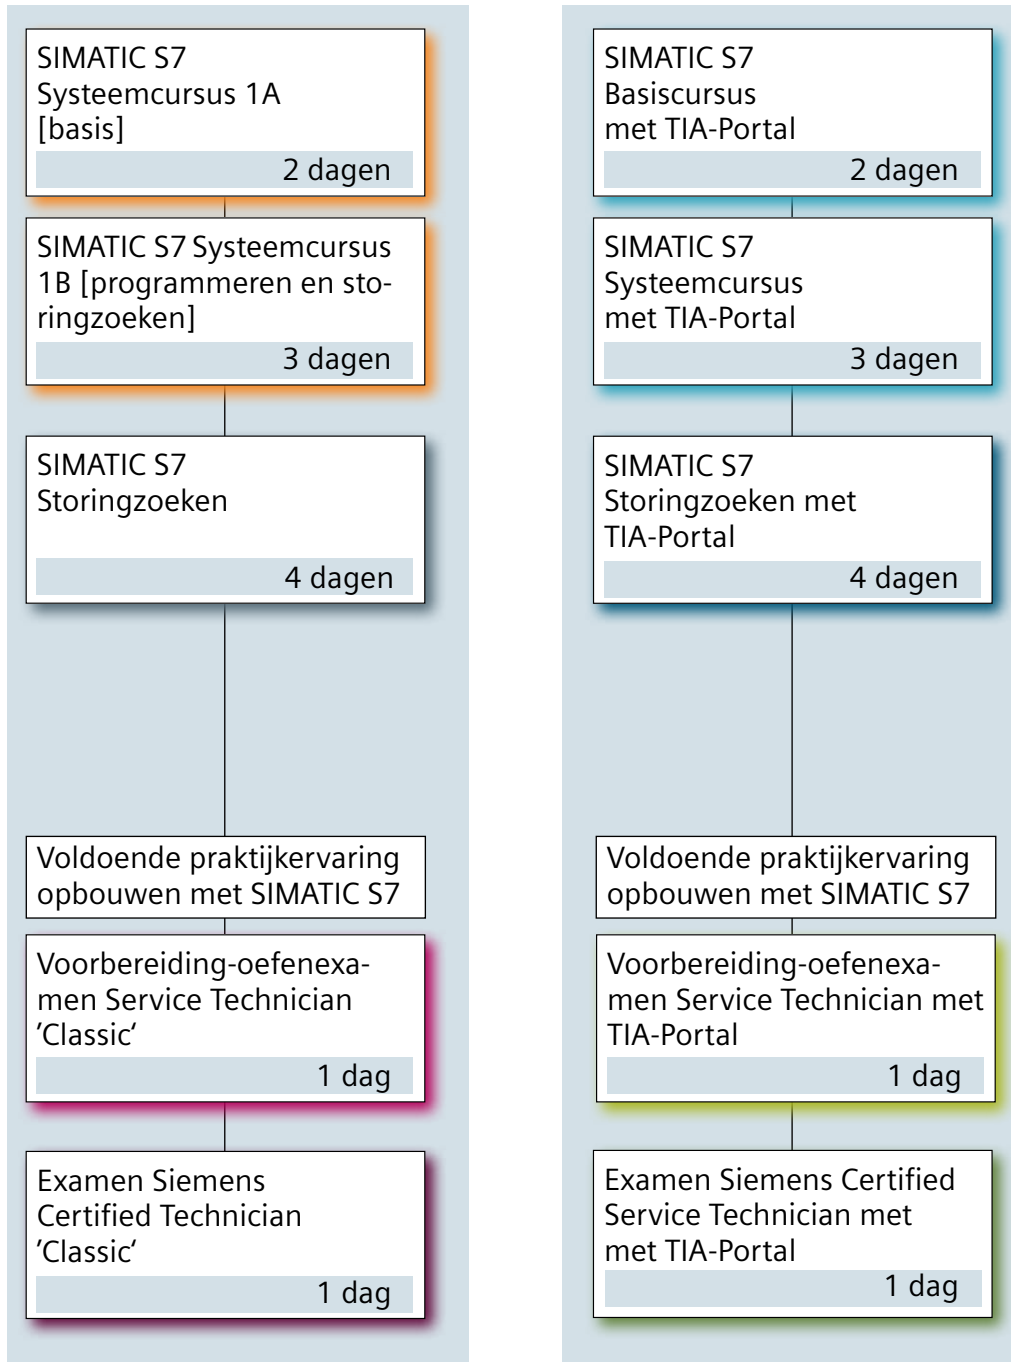 SIMATIC S7
Systeemcursus 1A
[basis]
2 dagen
SIMATIC S7 Systeemcursus
1B [programmeren en sto-
ringzoeken]
3 dagen
SIMATIC S7
Storingzoeken
4 dagen
Voldoende praktijkervaring
opbouwen met SIMATIC S7
Voorbereiding-oefenexa-
men Service Technician
’Classic‘
1 dag
Examen Siemens
Certified Technician
’Classic‘
1 dag
SIMATIC S7
Basiscursus
met TIA-Portal
2 dagen
SIMATIC S7
Systeemcursus
met TIA-Portal
3 dagen
SIMATIC S7
Storingzoeken met
TIA-Portal
4 dagen
Voldoende praktijkervaring
opbouwen met SIMATIC S7
Voorbereiding-oefenexa-
men Service Technician met
TIA-Portal
1 dag
Examen Siemens Certified
Service Technician met
met TIA-Portal
1 dag